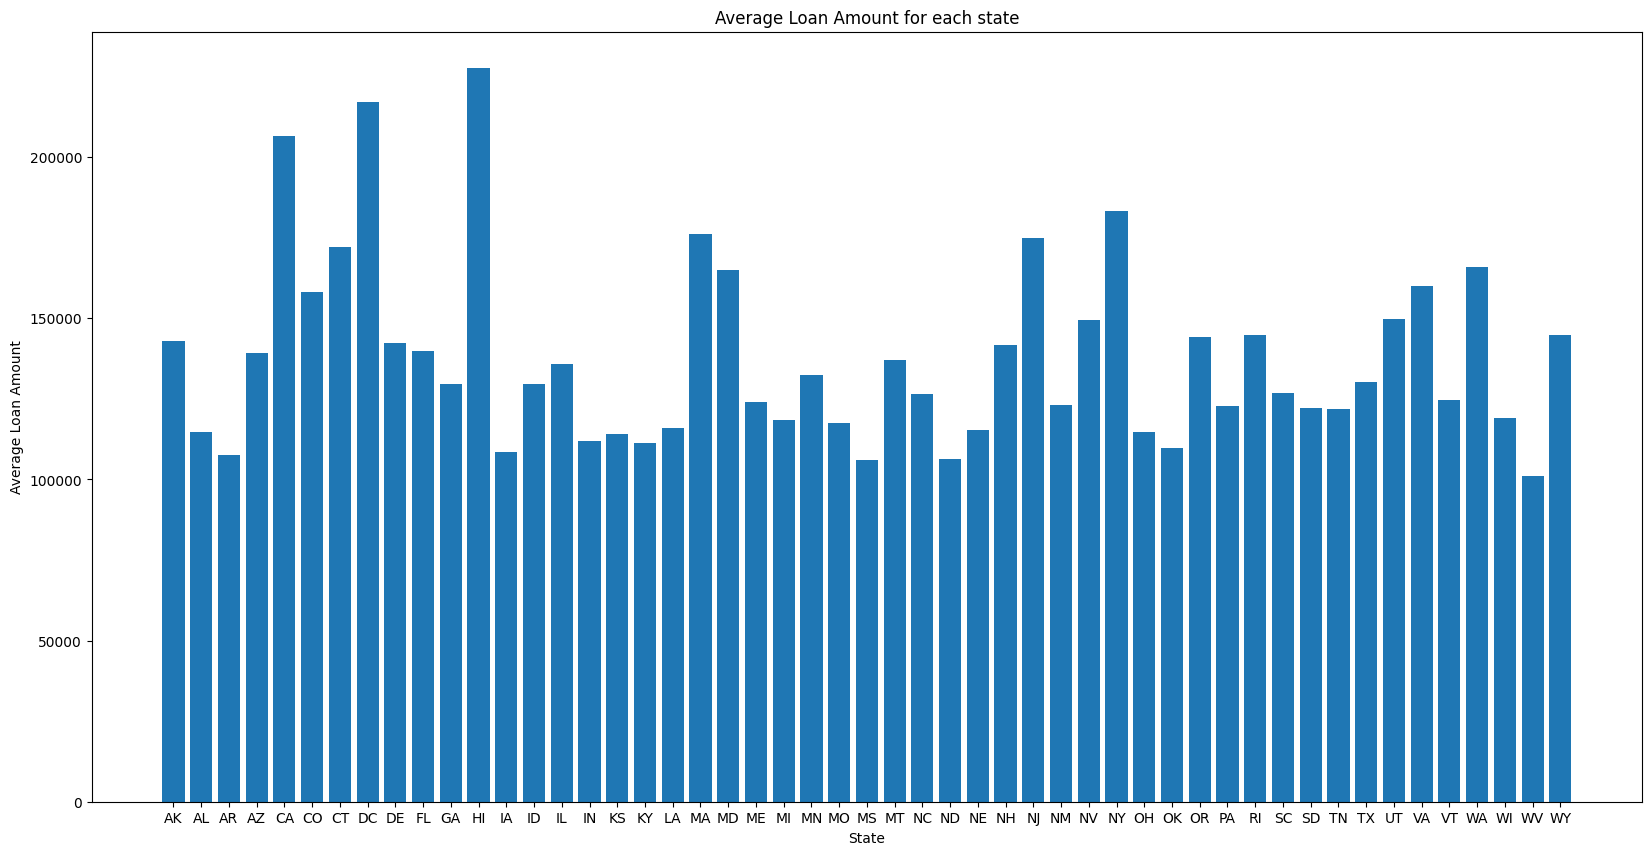 Average Loan Amount for each state
200000
150000
100000
50000
0
Average Loan Amount
AK AL AR AZ CA CO CT DC DE FL GA HI IA ID IL IN KS KY LA MA MD ME MI MN MO MS MT NC ND NE NH NJ NM NV NY OH OK OR PA RI SC SD TN TX UT VA VT WA WI WV WY
State